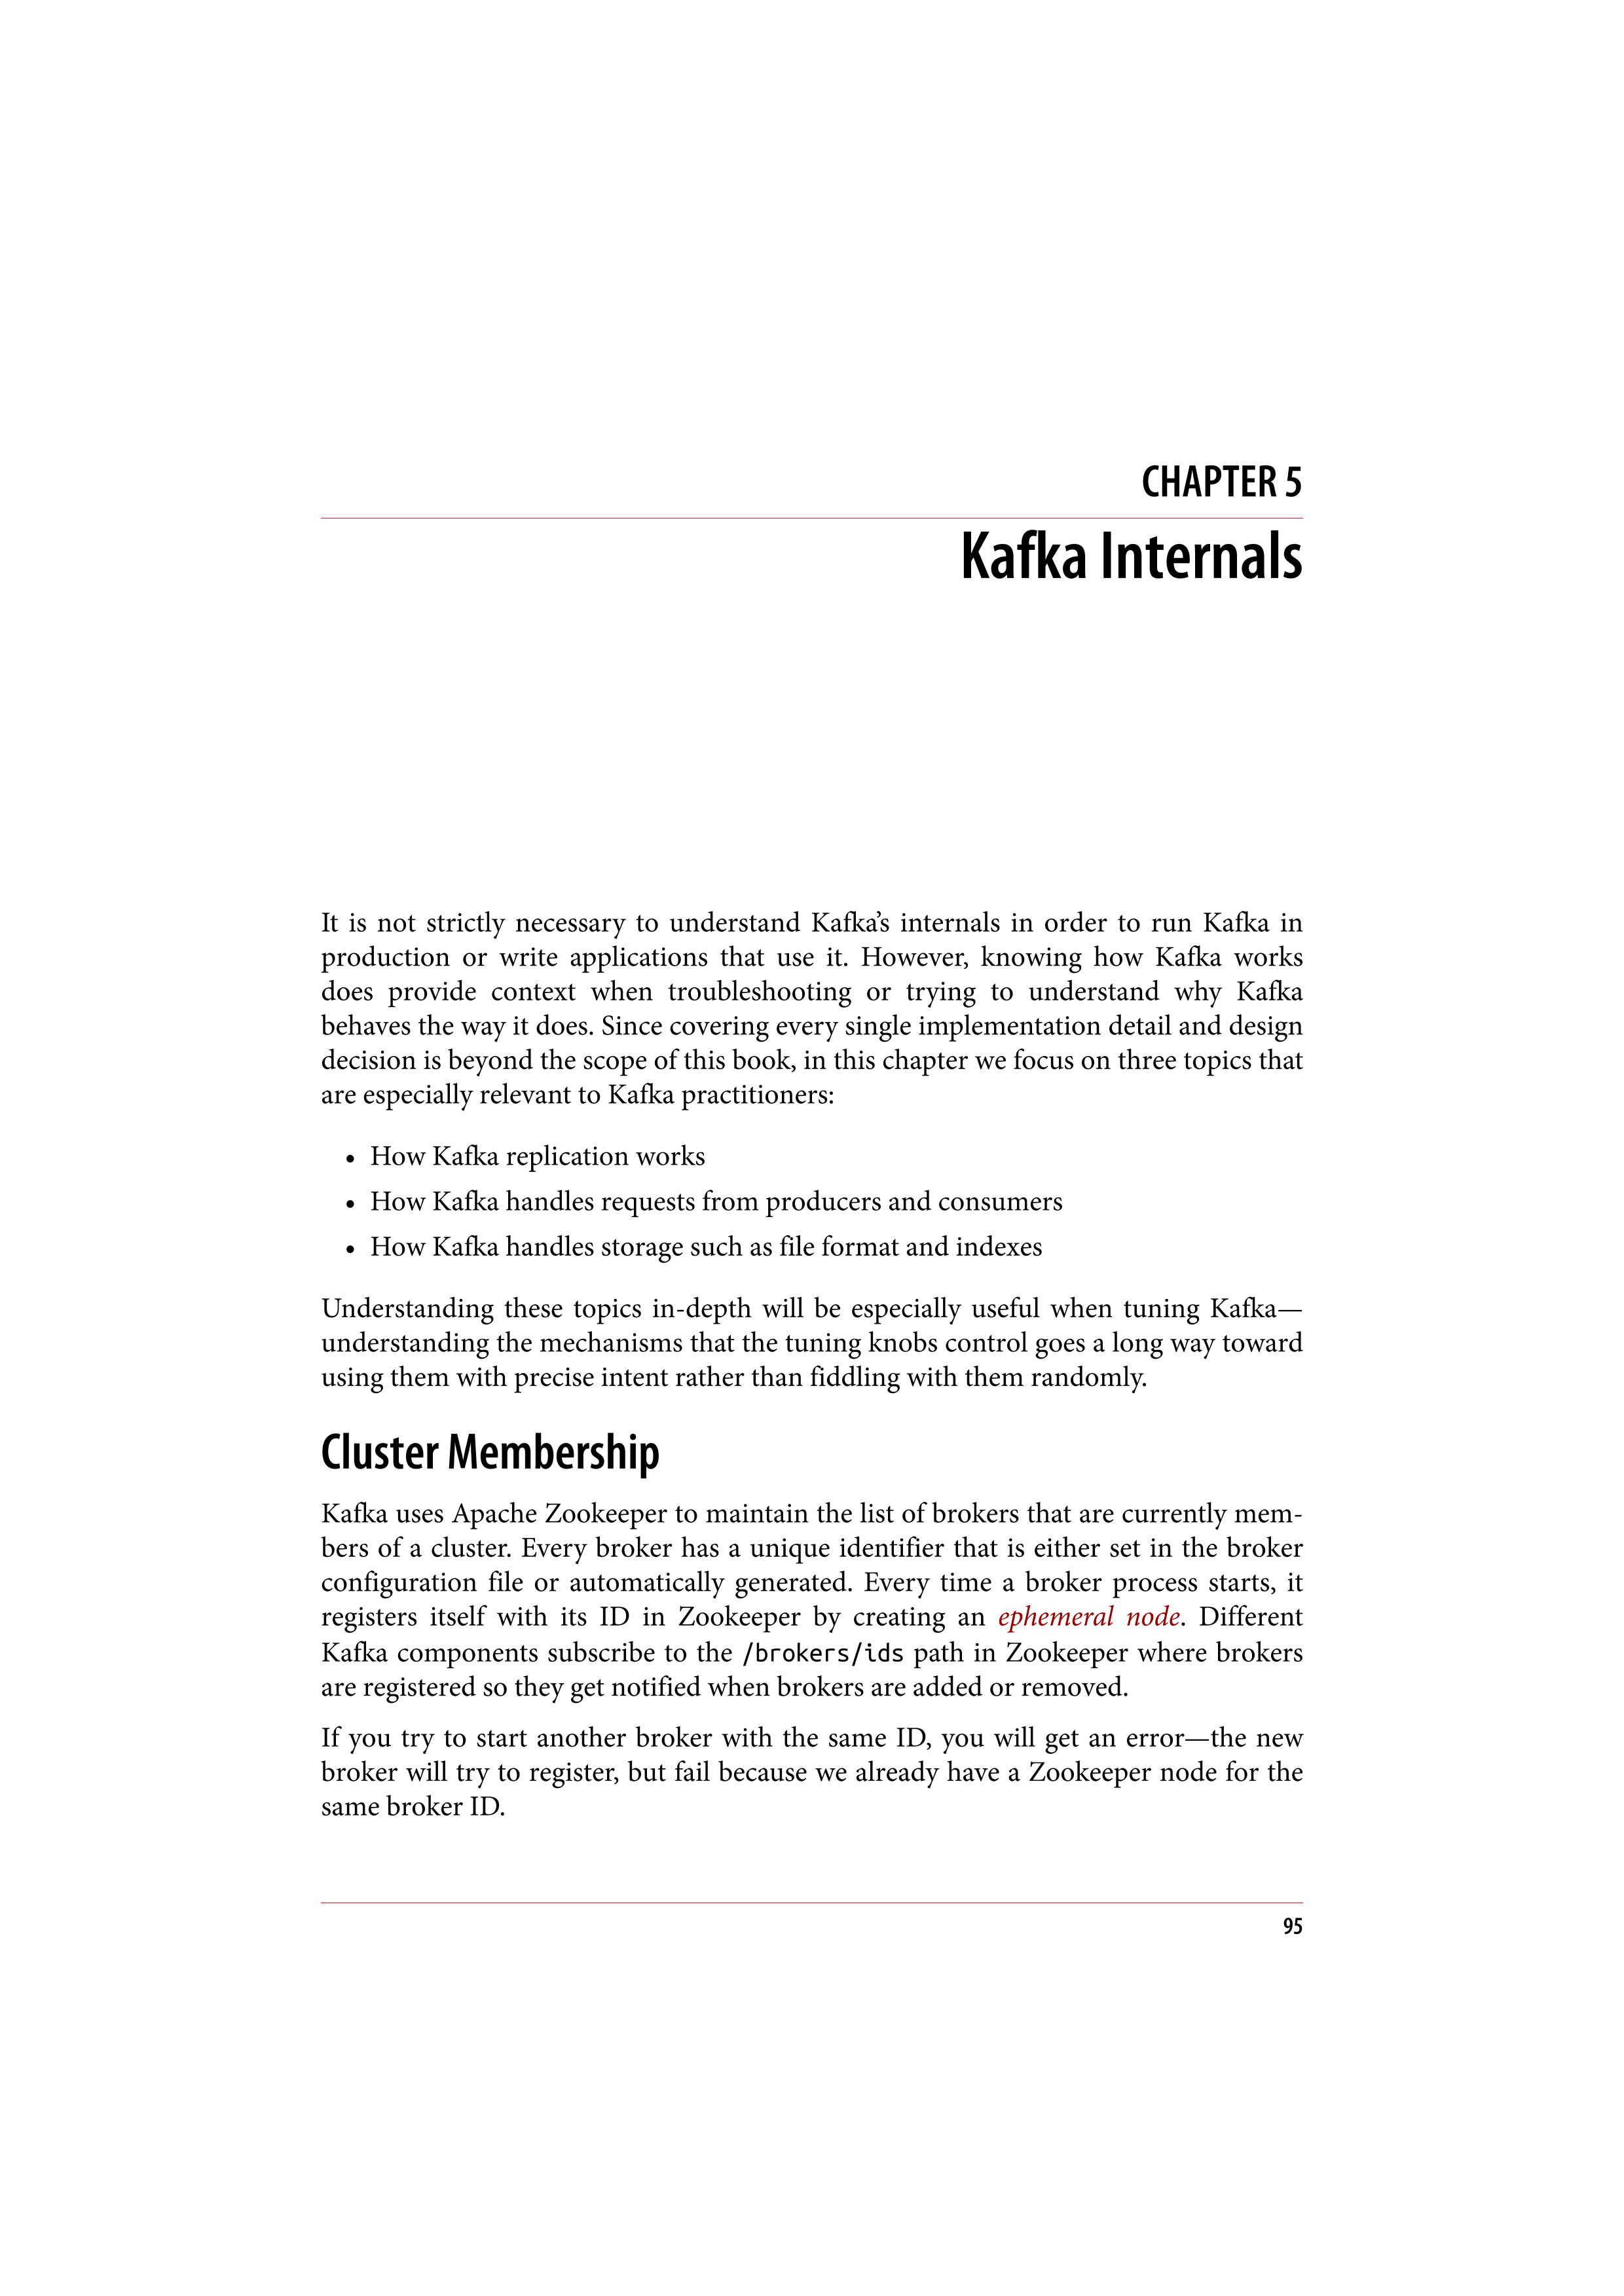 CHAPTER 5
Kafka Internals
It is not strictly necessary to understand Kafka’s internals in order to run Kafka in
production or write applications that use it. However, knowing how Kafka works
does provide context when troubleshooting or trying to understand why Kafka
behaves the way it does. Since covering every single implementation detail and design
decision is beyond the scope of this book, in this chapter we focus on three topics that
are especially relevant to Kafka practitioners:
• How Kafka replication works
• How Kafka handles requests from producers and consumers
• How Kafka handles storage such as file format and indexes
Understanding these topics in-depth will be especially useful when tuning Kafka—
understanding the mechanisms that the tuning knobs control goes a long way toward
using them with precise intent rather than fiddling with them randomly.
Cluster Membership
Kafka uses Apache Zookeeper to maintain the list of brokers that are currently mem-
bers of a cluster. Every broker has a unique identifier that is either set in the broker
configuration file or automatically generated. Every time a broker process starts, it
registers itself with its ID in Zookeeper by creating an ephemeral node. Different
Kafka components subscribe to the /brokers/ids path in Zookeeper where brokers
are registered so they get notified when brokers are added or removed.
If you try to start another broker with the same ID, you will get an error—the new
broker will try to register, but fail because we already have a Zookeeper node for the
same broker ID.
95